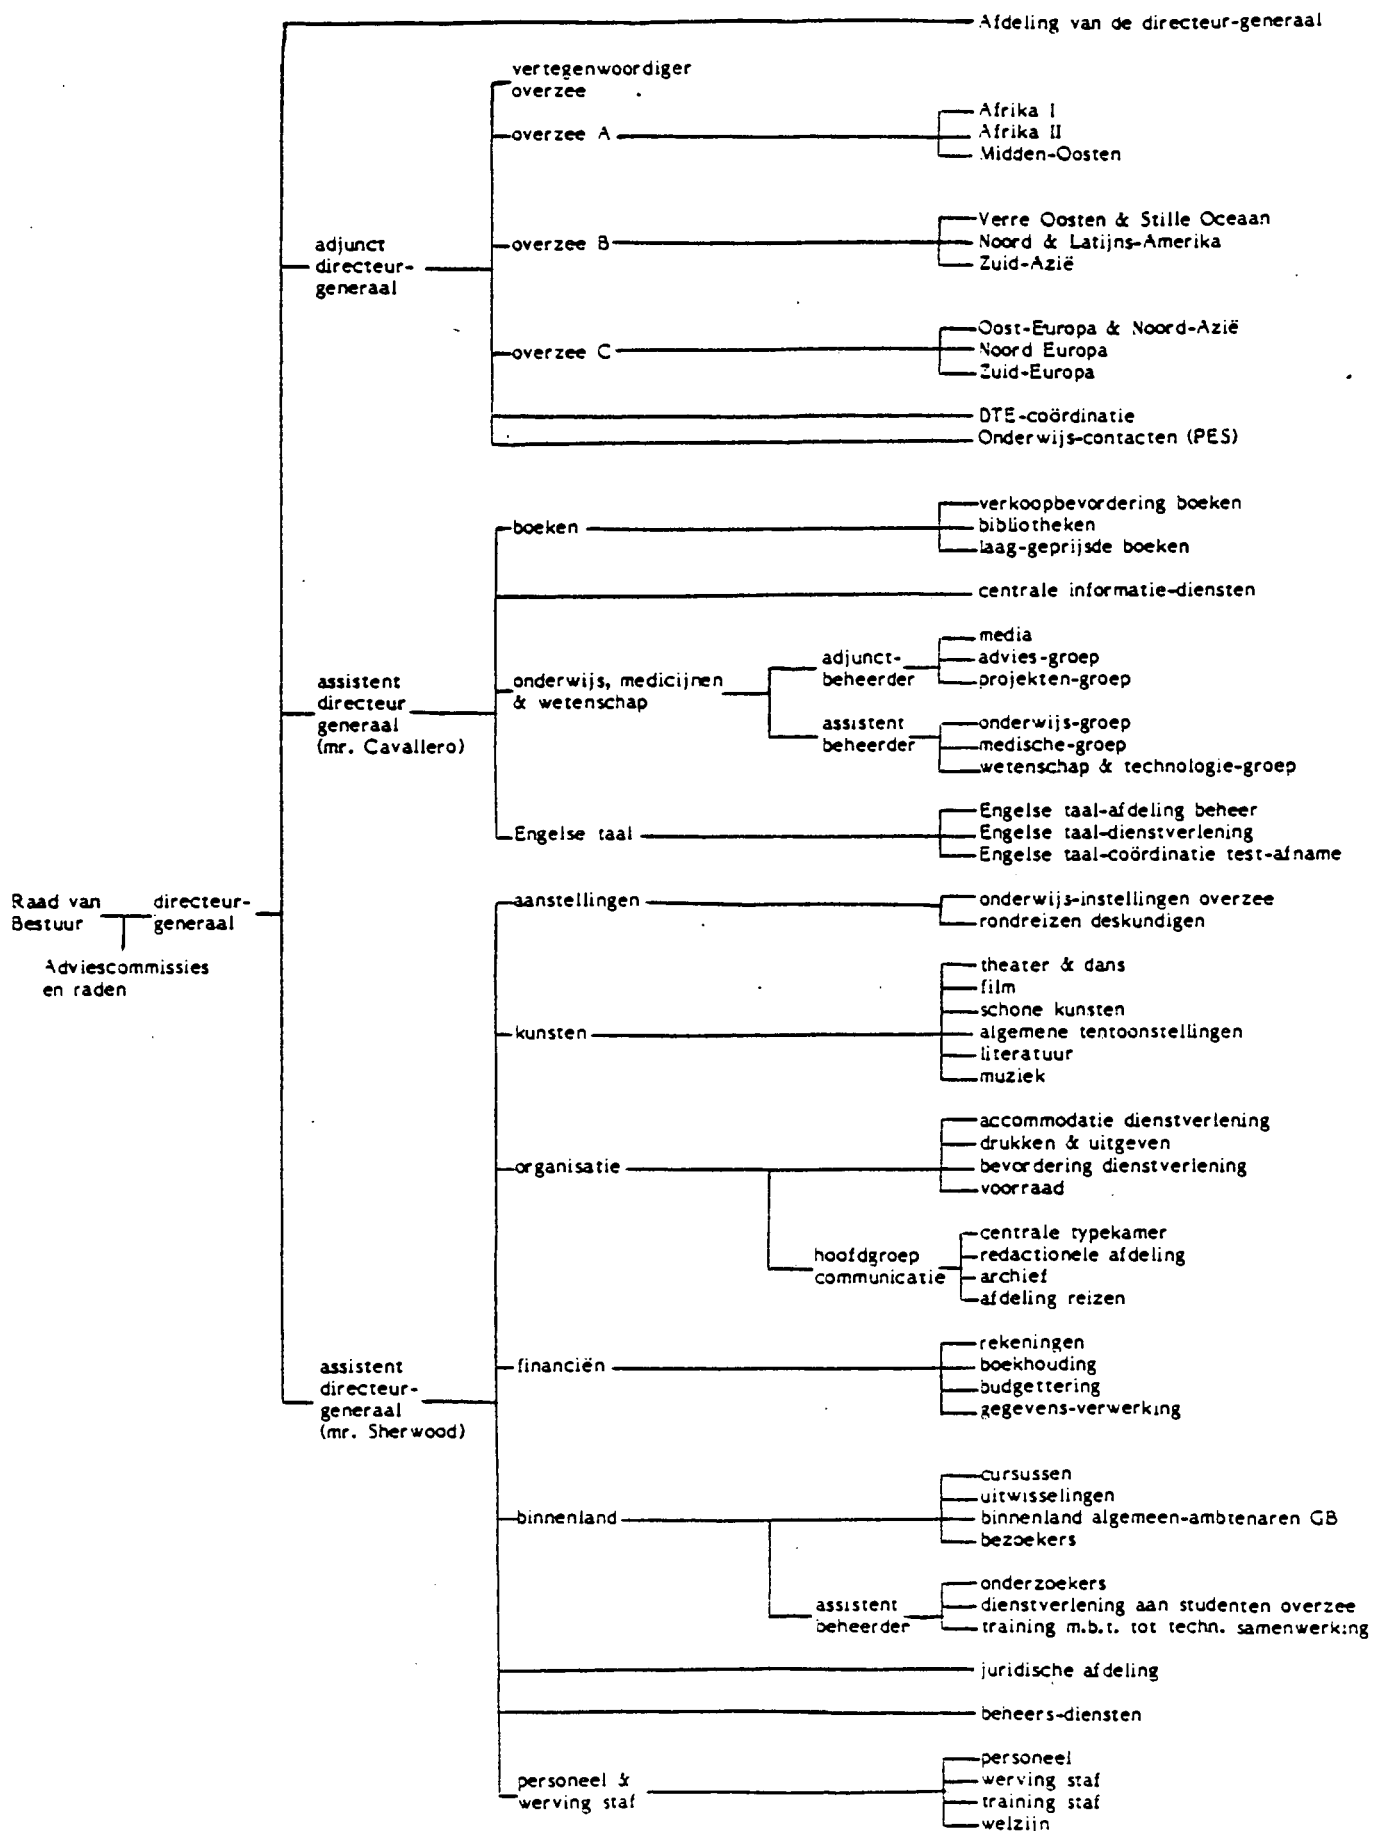 Afdeling van de directeur-generaal
vertegenwoordiger
overzee
overzee A
Afrika I
Afrika II
Midden-Oosten
adjunct
directeur-
generaal
overzee B
Verre Oosten & Stille Oceaan
Noord & Latijns-Amerika
Zuid-Azië
overzee C
Oost-Europa & Noord-Azië
Noord Europa
Zuid-Europa
DTE-coördinatie
Onderwijs-contacten (PES)
boeken
verkoopbevordering boeken
bibliotheken
laag-geprijsde boeken
centrale informatie-diensten
assistent
directeur
generaal
(mr. Cavallero)
onderwijs, medicijnen
& wetenschap
adjunct-
beheerder
media
advies-groep
projekten-groep
assistent
beheerder
onderwijs-groep
medische-groep
wetenschap & technologie-groep
Engelse taal
Engelse taal-afdeling beheer
Engelse taal-dienstverlening
Engelse taal-coördinatie test-afname
Raad van
Bestuur
directeur-
generaal
Adviescommissies
en raden
aanstellingen
onderwijs-instellingen overzee
rondreizen deskundigen
kunsten
theater & dans
film
schone kunsten
algemene tentoonstellingen
literatuur
muziek
organisatie
accommodatie dienstverlening
drukken & uitgeven
bevordering dienstverlening
voorraad
hoofdgroep
communicatie
centrale typekamer
redactionele afdeling
archief
afdeling reizen
assistent
directeur-
generaal
(mr. Sherwood)
financiën
rekeningen
boekhouding
budgettering
gegevens-verwerking
binnenland
cursussen
uitwisselingen
binnenland algemeen-ambtenaren GB
bezoekers
assistent
beheerder
onderzoekers
dienstverlening aan studenten overzee
training m.b.t. tot techn. samenwerking
juridische afdeling
beheers-diensten
personeel &
werving staf
personeel
werving staf
training staf
welzijn